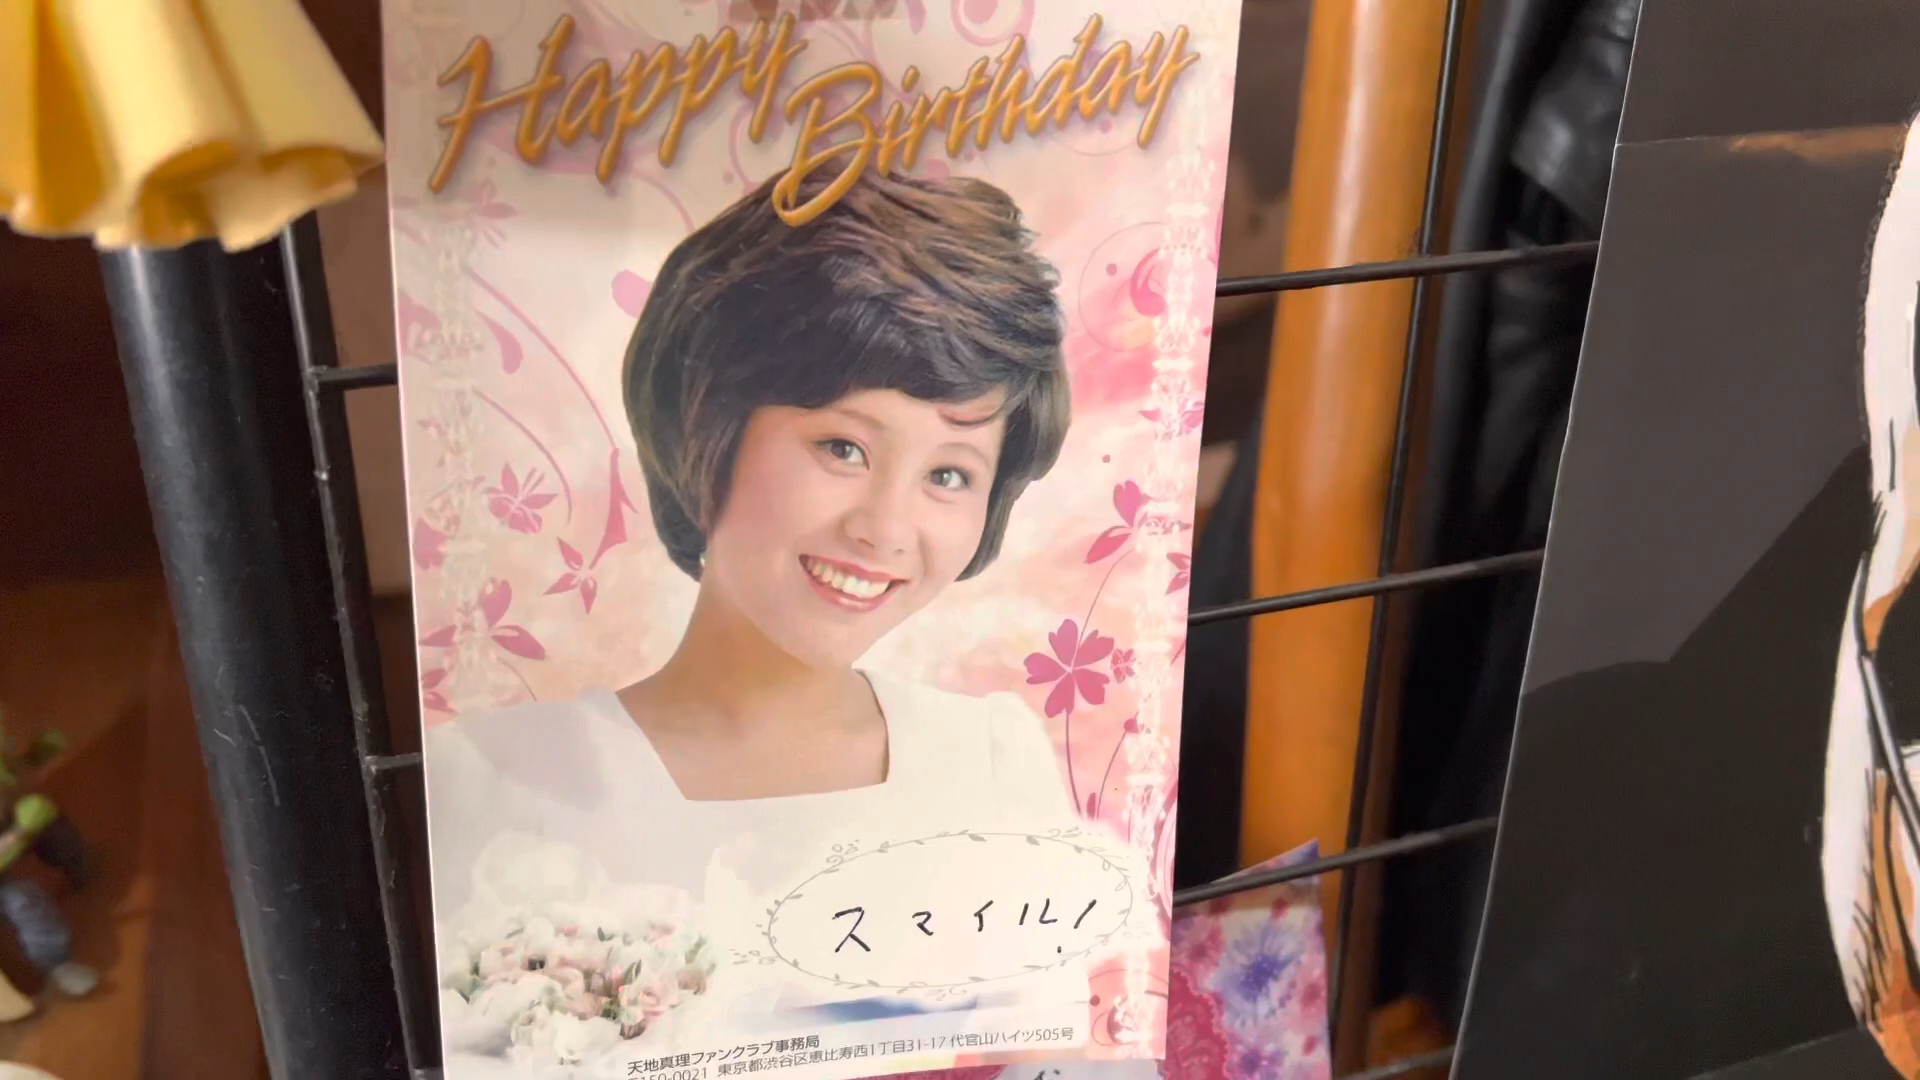 Happy
Birthday
スマイル!
天地真理ファンクラブ事務局
〒150-0021 東京都渋谷区恵比寿西1丁目31-17 代官山ハイツ505号